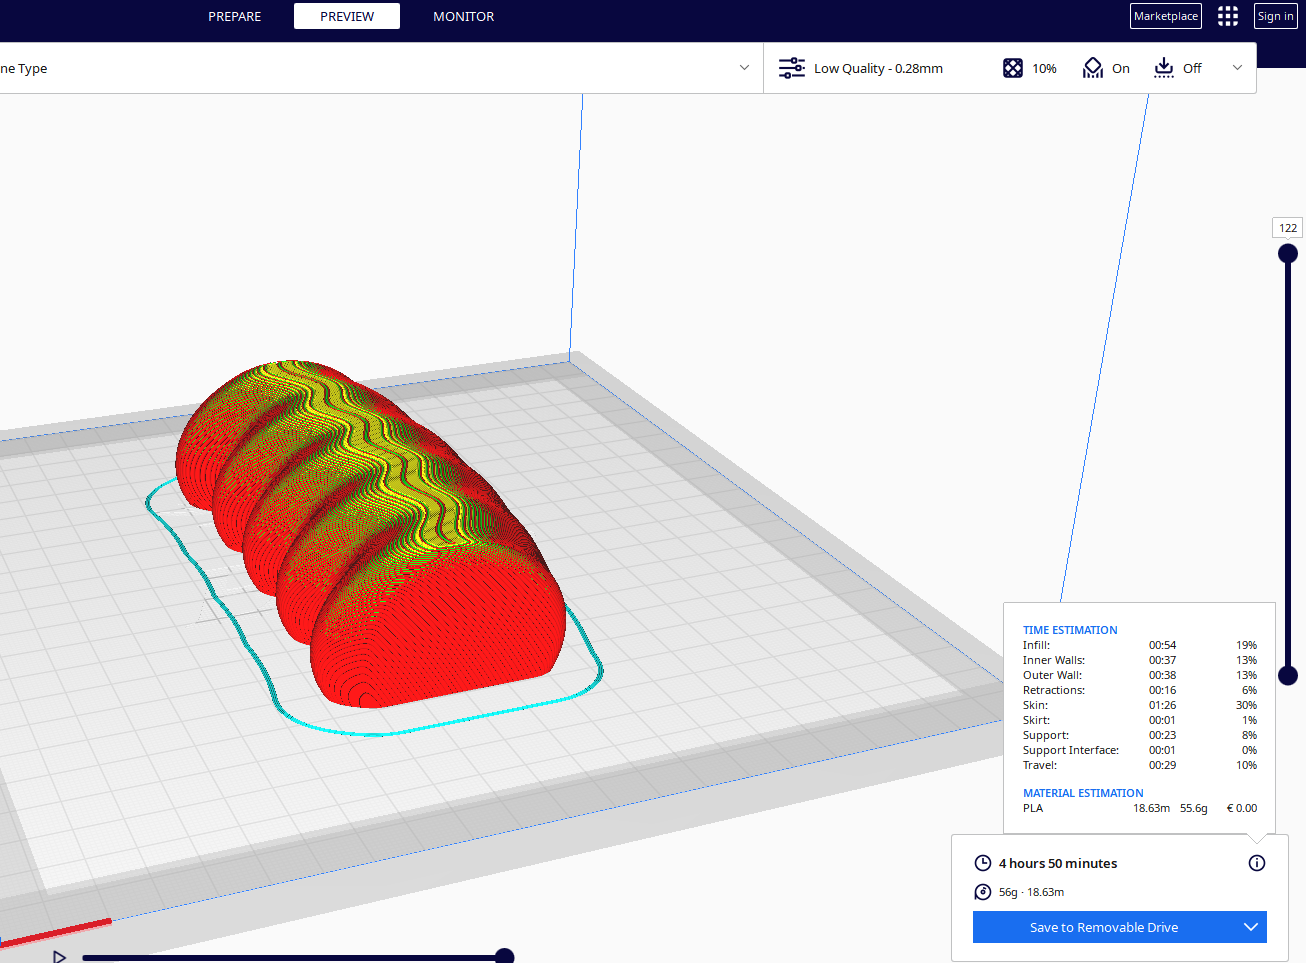 PREPARE PREVIEW MONITOR Marketplace Sign in
ne Type Low Quality - 0.28mm 10% On Off
122
TIME ESTIMATION
Infill: 00:54 19%
Inner Walls: 00:37 13%
Outer Wall: 00:38 13%
Retractions: 00:16 6%
Skin: 01:26 30%
Skirt: 00:01 1%
Support: 00:23 8%
Support Interface: 00:01 0%
Travel: 00:29 10%
MATERIAL ESTIMATION
PLA 18.63m 55.6g € 0.00
4 hours 50 minutes
56g · 18.63m
Save to Removable Drive